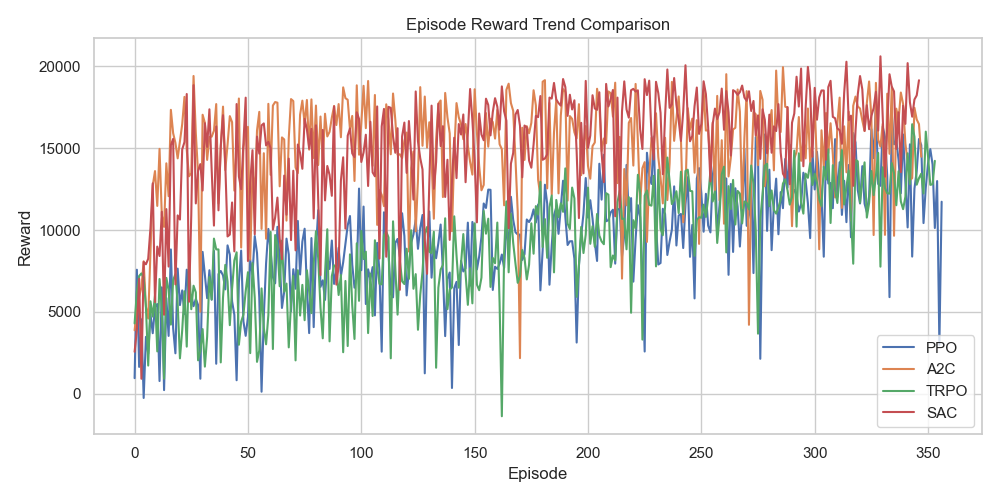 Episode Reward Trend Comparison
20000
15000
10000
5000
0
Reward
0 50 100 150 200 250 300 350
Episode
PPO
A2C
TRPO
SAC